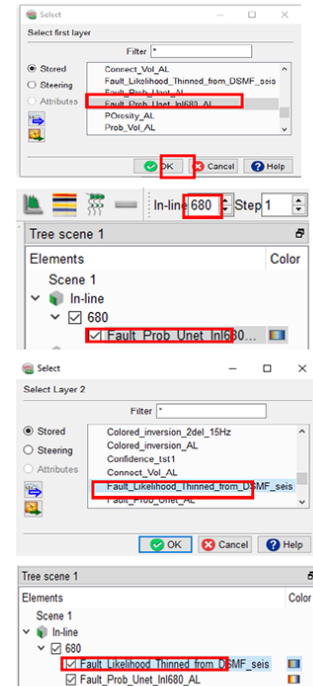 Select
Select first layer
Filter *
Stored
Steering
Attributes
Connect_Vol_AL
Fault_Likelihood_Thinned_from_DSMF_seis
Fault_Prob_Unet_AL
Fault_Prob_Unet_Inl680_AL
POrosity_AL
Prob_Vol_AL
OK Cancel Help
In-line 680 Step 1
Tree scene 1
Elements Color
Scene 1
In-line
680
Fault_Prob_Unet_Inl680...
Select
Select Layer 2
Filter *
Stored
Steering
Attributes
Colored_inversion_2del_15Hz
Colored_inversion_AL
Confidence_tst1
Connect_Vol_AL
Fault_Likelihood_Thinned_from_DSMF_seis
Fault_Prob_Unet_AL
OK Cancel Help
Tree scene 1
Elements Color
Scene 1
In-line
680
Fault_Likelihood_Thinned_from_DSMF_seis
Fault_Prob_Unet_Inl680_AL